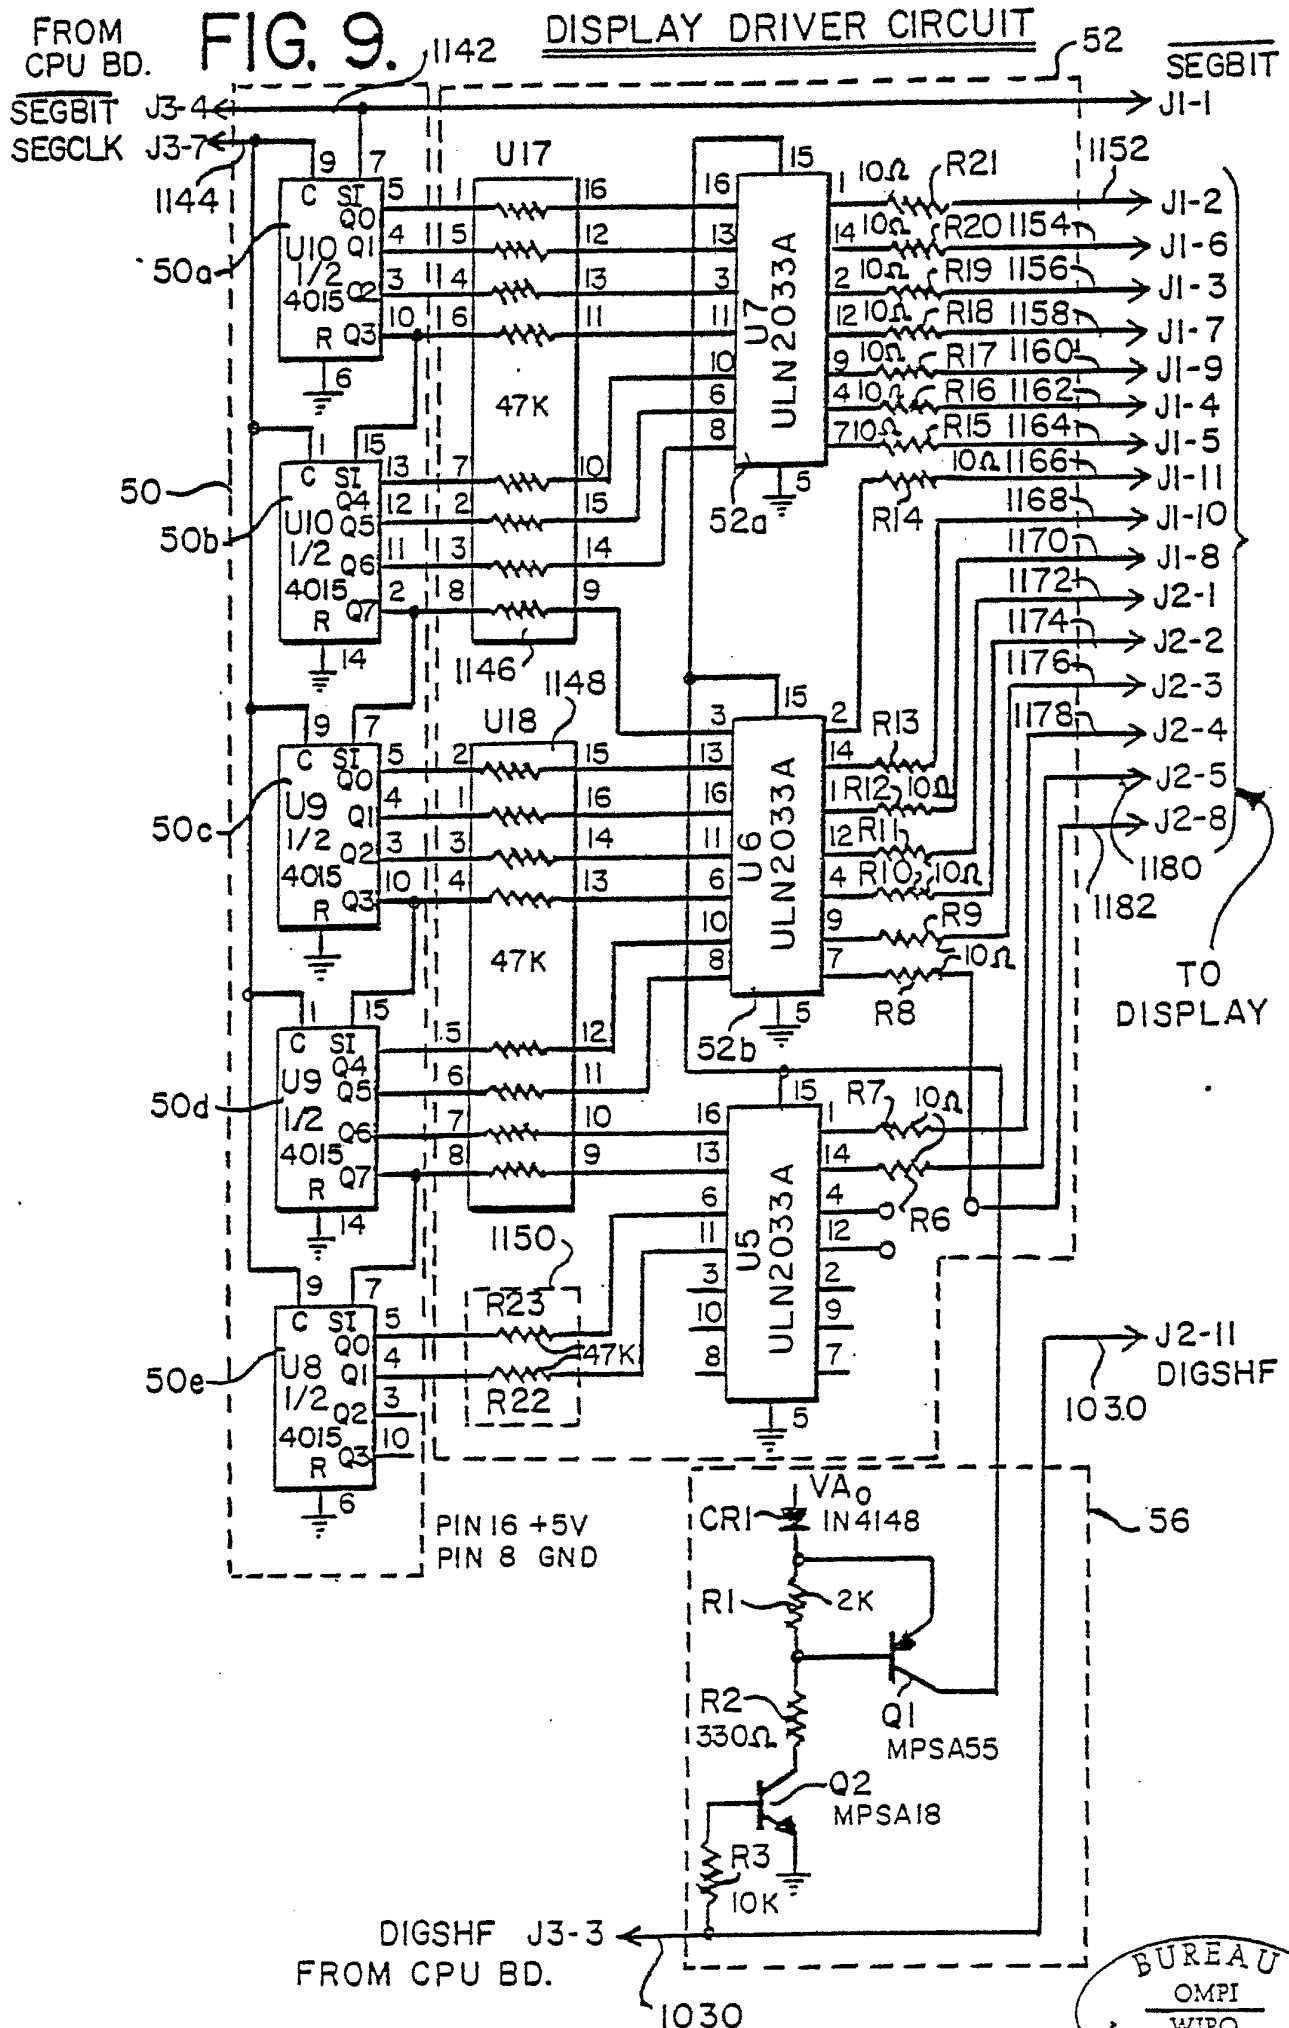 FROM
CPU BD.
FIG. 9.
DISPLAY DRIVER CIRCUIT
1142
52
SEGBIT
SEGBIT J3-4
J1-1
SEGCLK J3-7
1144
9
7
C SI
5
Q0
U10
Q1
4
1/2
3
Q2
4015
10
R Q3
6
50a
U17
1
16
5
12
4
13
6
11
47K
7
10
2
15
3
14
8
9
1146
15
16
13
3
11
10
6
8
U7
ULN2033A
5
52a
1
10Ω
R21
1152
J1-2
14
10Ω
R20
1154
J1-6
2
10Ω
R19
1156
J1-3
12
10Ω
R18
1158
J1-7
9
10Ω
R17
1160
J1-9
4
10Ω
R16
1162
J1-4
7
10Ω
R15
1164
J1-5
10Ω
1166
J1-11
R14
1168
J1-10
1170
J1-8
1172
J2-1
1174
J2-2
1176
J2-3
1178
J2-4
J2-5
J2-8
1180
1182
TO
DISPLAY
50
50b
1
15
C SI
13
Q4
12
U10 Q5
11
1/2
Q6
2
4015 Q7
R
14
1148
U18
2
15
1
16
3
14
4
13
47K
5
12
6
11
7
10
8
9
50c
9
7
C SI
5
Q0
U9
4
Q1
1/2
3
Q2
4015
10
R Q3
15
3
13
16
11
6
10
8
U6
ULN2033A
5
52b
2
14
R13
1
R12
10Ω
12
R11
4
R10
10Ω
9
R9
7
10Ω
R8
50d
1
15
C SI
Q4
U9
Q5
1/2
Q6
4015
Q7
R
14
15
16
13
6
11
3
10
8
U5
ULN2033A
5
1
R7
10Ω
14
R6
4
12
2
9
7
1150
R23
47K
R22
50e
9
7
C SI
5
Q0
U8
4
Q1
1/2
3
Q2
4015
10
Q3
R
6
PIN 16 +5V
PIN 8 GND
J2-11
DIGSHF
1030
56
VA0
CR1
IN4148
R1
2K
R2
330Ω
Q1
MPSA55
Q2
MPSA18
R3
10K
DIGSHF J3-3
FROM CPU BD.
1030
BUREAU
OMPI
WIPO